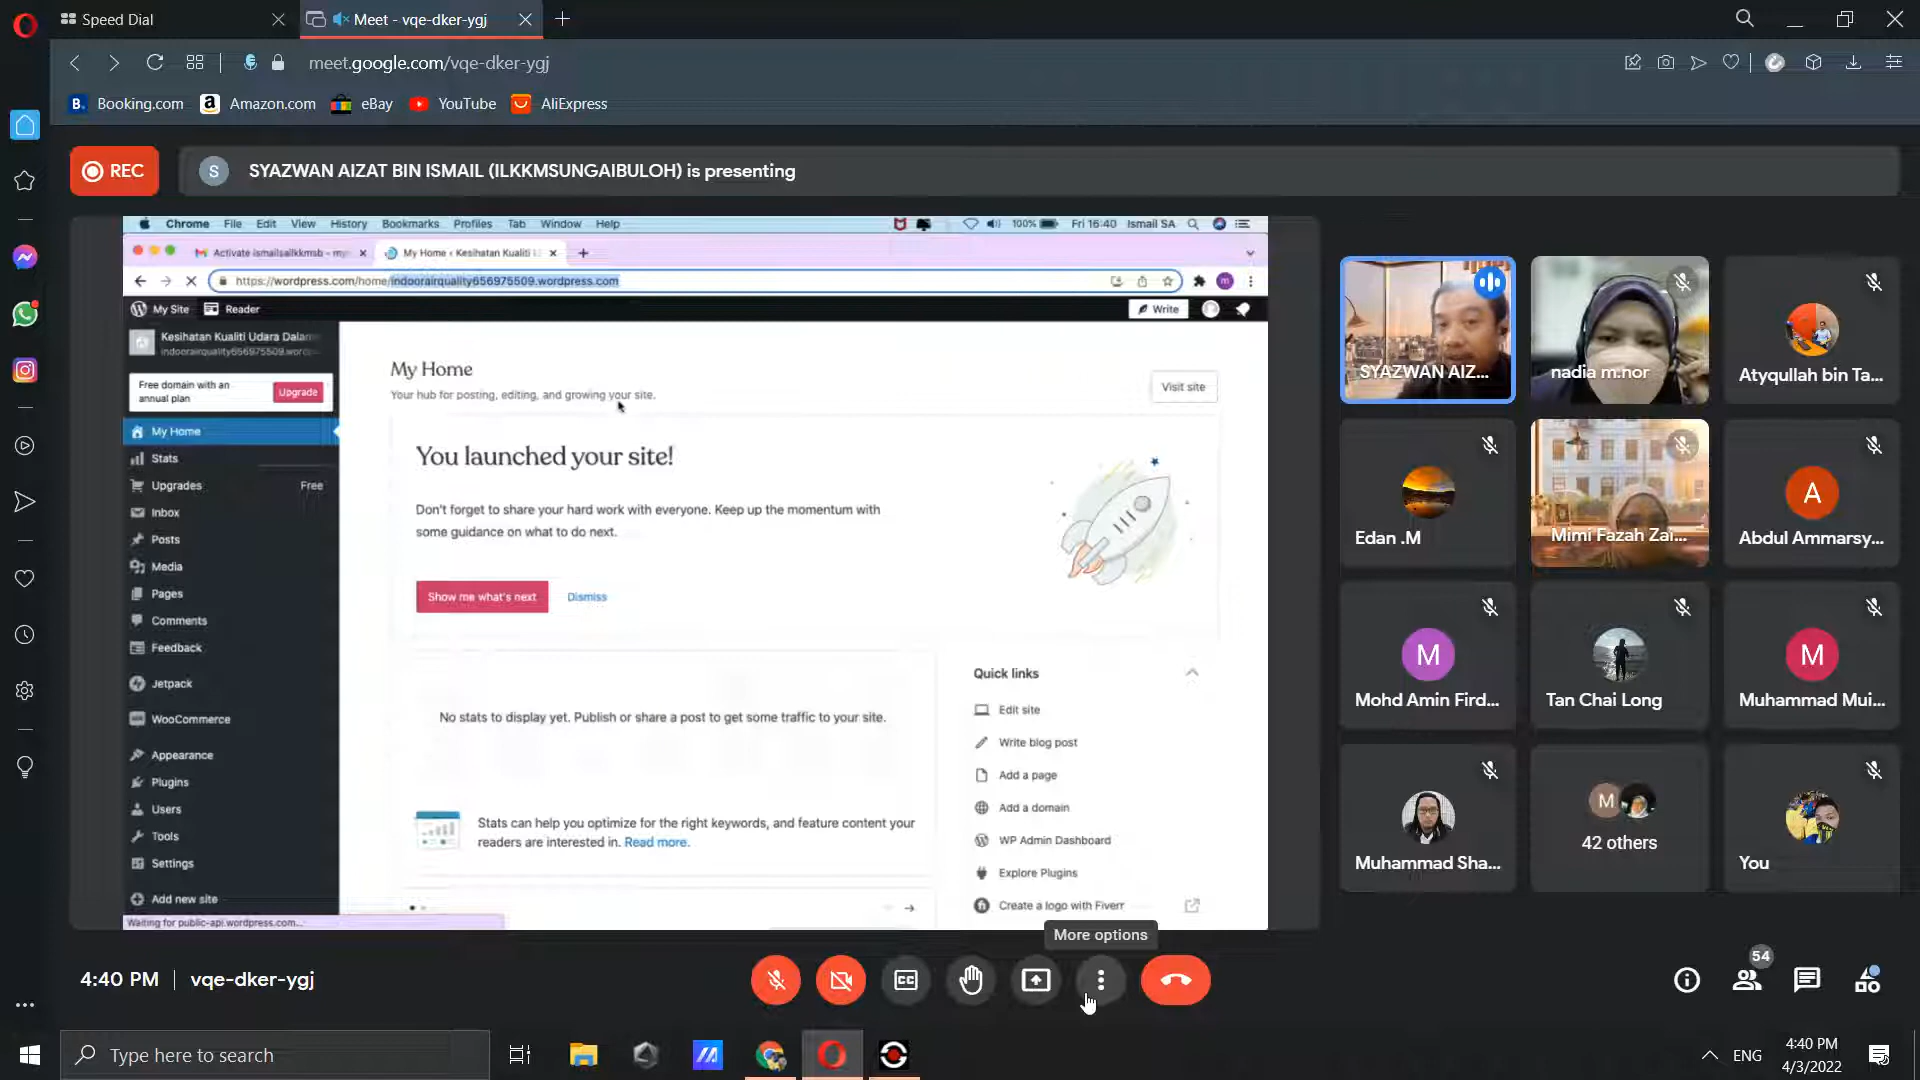 Speed Dial
Meet - vqe-dker-ygj
meet.google.com/vqe-dker-ygj
Booking.com
Amazon.com
eBay
YouTube
AliExpress
REC
S
SYAZWAN AIZAT BIN ISMAIL (ILKKMSUNGAIBULOH) is presenting
Chrome File Edit View History Bookmarks Profiles Tab Window Help
100% Fri 16:40 Ismail SA
Activate ismailsailkkmsb - my
My Home ‹ Kesihatan Kualiti
https://wordpress.com/home/indoorairquality656975509.wordpress.com
My Site
Reader
Write
Kesihatan Kualiti Udara Dalam
indoorairquality656975509.wordp
Free domain with an
annual plan
Upgrade
My Home
Stats
Upgrades Free
Inbox
Posts
Media
Pages
Comments
Feedback
Jetpack
WooCommerce
Appearance
Plugins
Users
Tools
Settings
Add new site
Waiting for public-api.wordpress.com...
My Home
Your hub for posting, editing, and growing your site.
Visit site
You launched your site!
Don't forget to share your hard work with everyone. Keep up the momentum with
some guidance on what to do next.
Show me what's next
Dismiss
No stats to display yet. Publish or share a post to get some traffic to your site.
Stats can help you optimize for the right keywords, and feature content your
readers are interested in. Read more.
Quick links
Edit site
Write blog post
Add a page
Add a domain
WP Admin Dashboard
Explore Plugins
Create a logo with Fiverr
SYAZWAN AIZ...
nadia m.nor
Atyqullah bin Ta...
Edan .M
Mimi Fazah Zai...
A
Abdul Ammarsy...
M
Mohd Amin Fird...
Tan Chai Long
M
Muhammad Mui...
Muhammad Sha...
M
42 others
You
More options
4:40 PM | vqe-dker-ygj
54
Type here to search
ENG
4:40 PM
4/3/2022